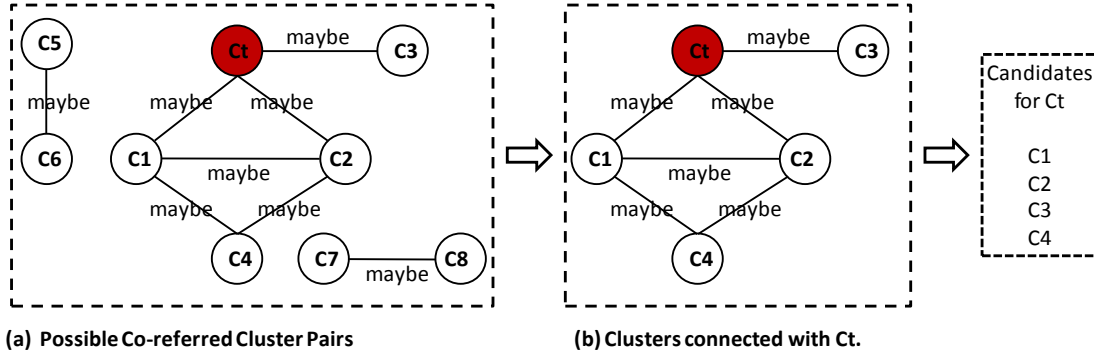 C5
Ct
maybe
C3
maybe
maybe
maybe
C6
C1
C2
maybe
maybe
maybe
C4
C7
C8
maybe
(a) Possible Co-referred Cluster Pairs
Ct
maybe
C3
maybe
maybe
C1
C2
maybe
maybe
maybe
C4
(b) Clusters connected with Ct.
Candidates
for Ct
C1
C2
C3
C4